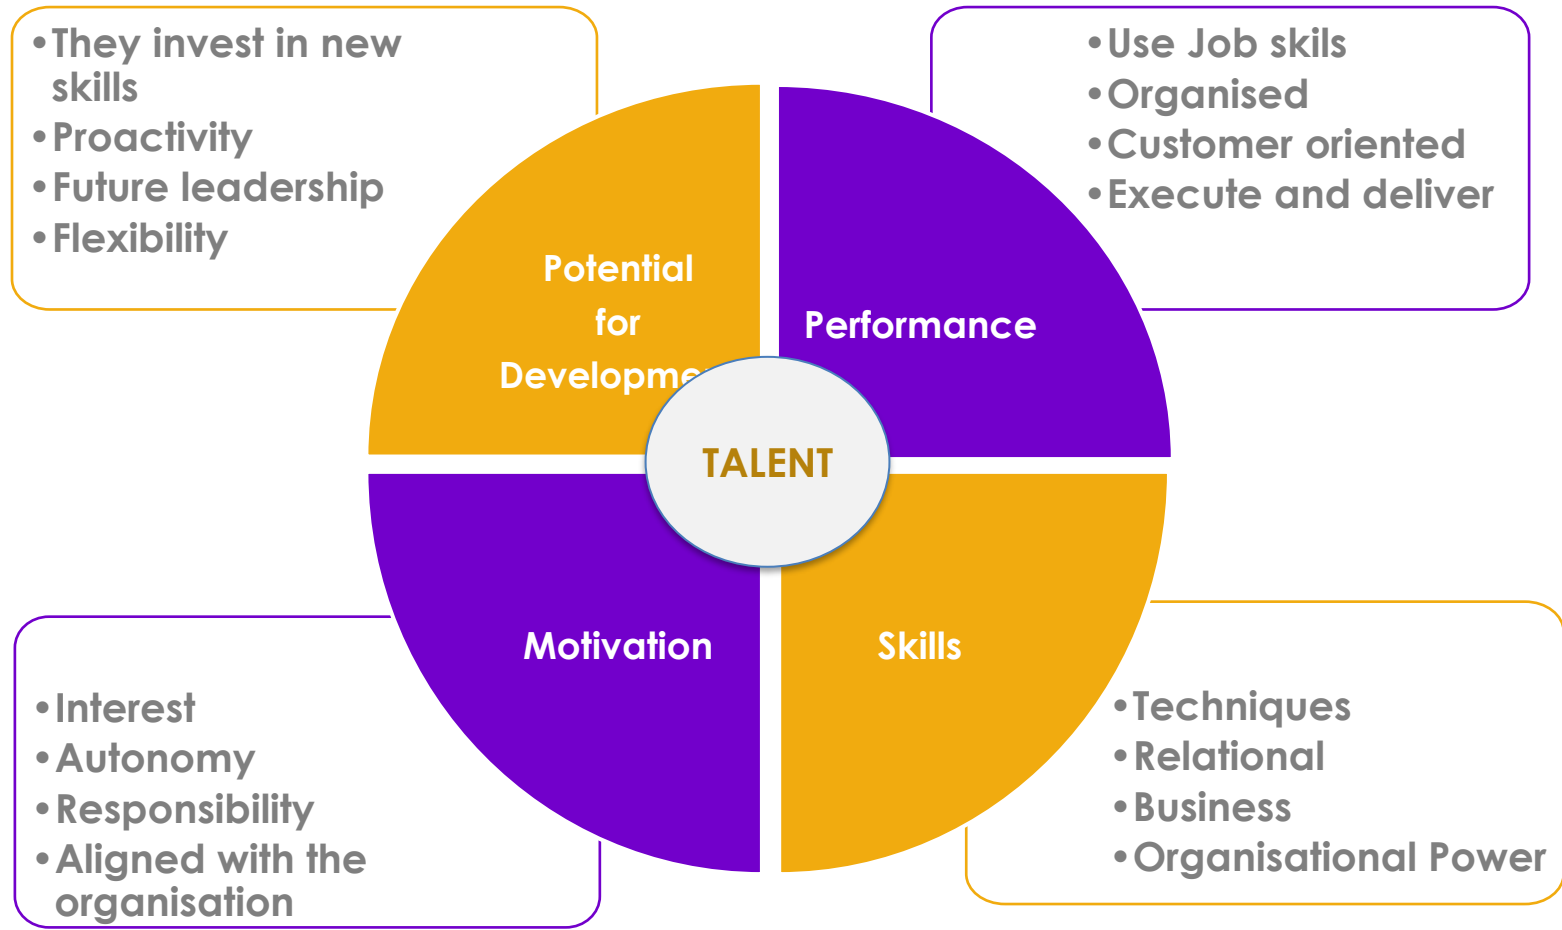 •They invest in new
skills
•Proactivity
•Future leadership
•Flexibility
•Use Job skils
•Organised
•Customer oriented
•Execute and deliver
Potential
for
Developme
Performance
TALENT
Motivation
Skills
•Interest
•Autonomy
•Responsibility
•Aligned with the
organisation
•Techniques
•Relational
•Business
•Organisational Power